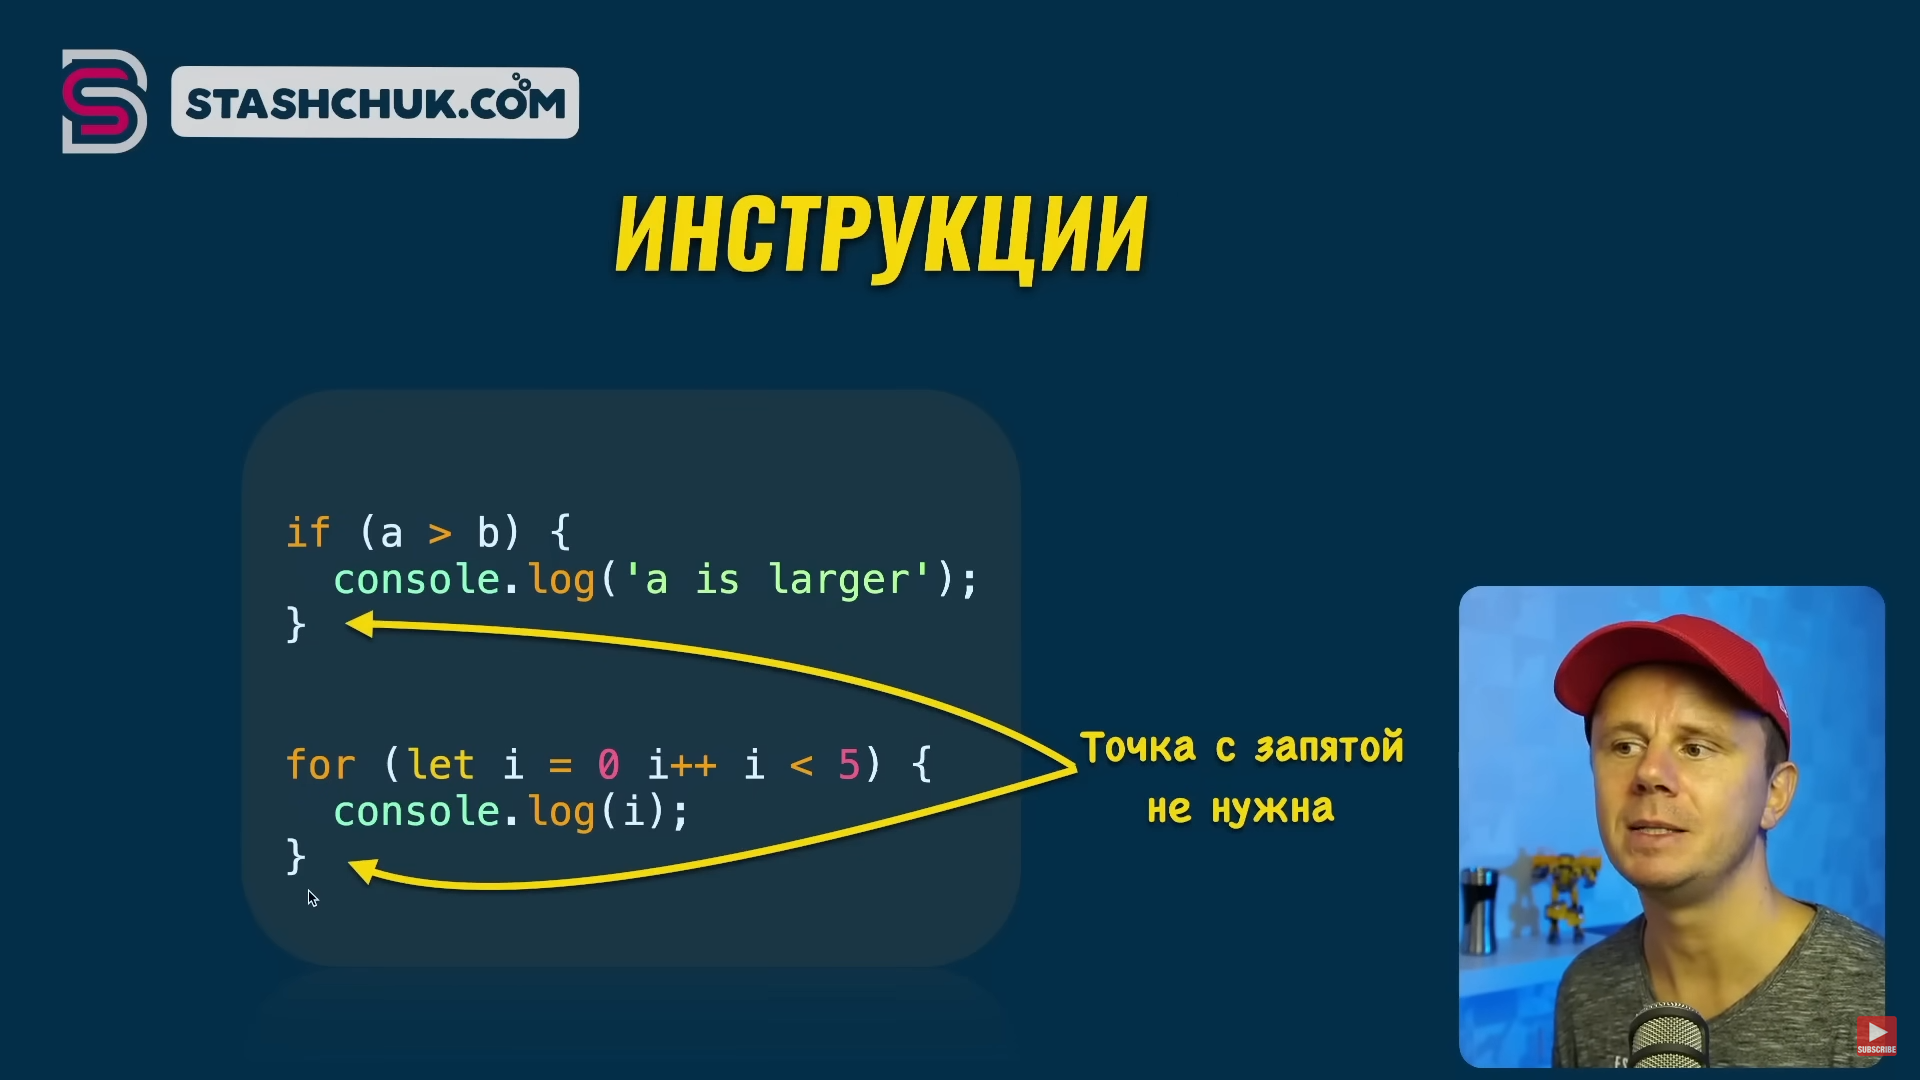 STASHCHUK.COM
ИНСТРУКЦИИ
if (a > b) {
  console.log('a is larger');
}
for (let i = 0 i++ i < 5) {
  console.log(i);
}
Точка с запятой
не нужна
SUBSCRIBE